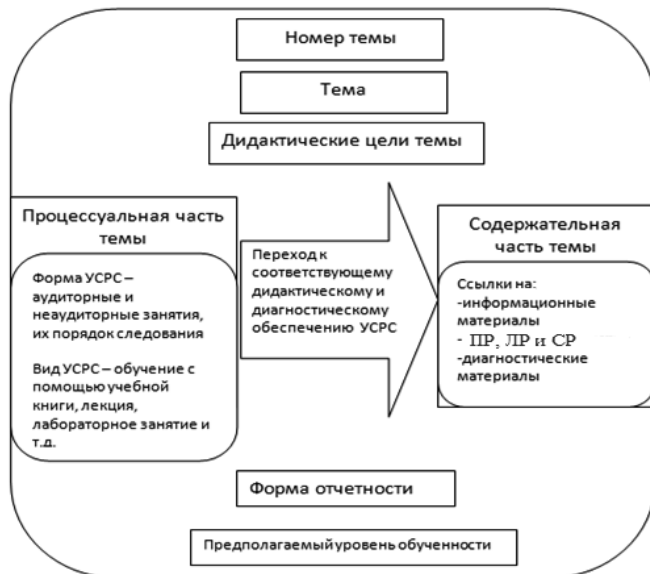 Номер темы
Тема
Дидактические цели темы
Процессуальная часть
темы
Форма УСРС –
аудиторные и
неаудиторные занятия,
их порядок следования
Вид УСРС – обучение с
помощью учебной
книги, лекция,
лабораторное занятие и
т.д.
Переход к
соответствующему
дидактическому и
диагностическому
обеспечению УСРС
Содержательная
часть темы
Ссылки на:
-информационные
материалы
- ПР, ЛР и СР
-диагностические
материалы
Форма отчетности
Предполагаемый уровень обученности